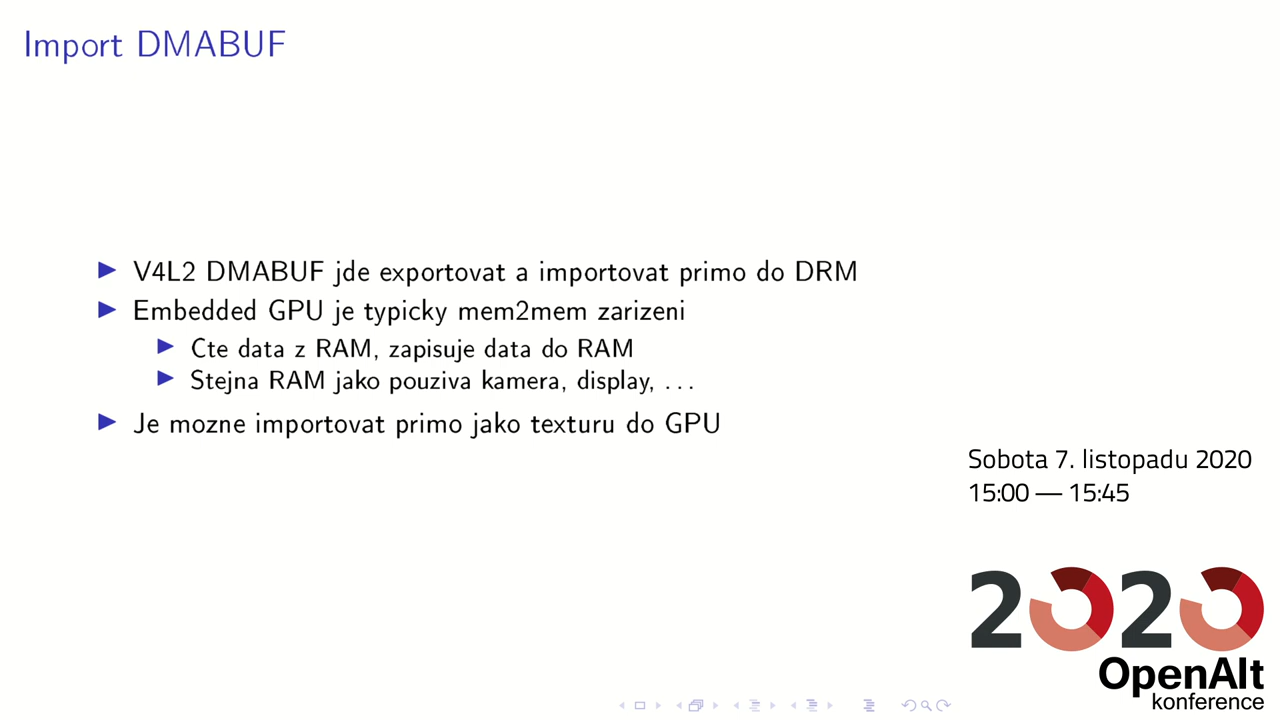 Import DMABUF
V4L2 DMABUF jde exportovat a importovat primo do DRM
Embedded GPU je typicky mem2mem zarizeni
Cte data z RAM, zapisuje data do RAM
Stejna RAM jako pouziva kamera, display, ...
Je mozne importovat primo jako texturu do GPU
Sobota 7. listopadu 2020
15:00 — 15:45
2020
OpenAlt
konference